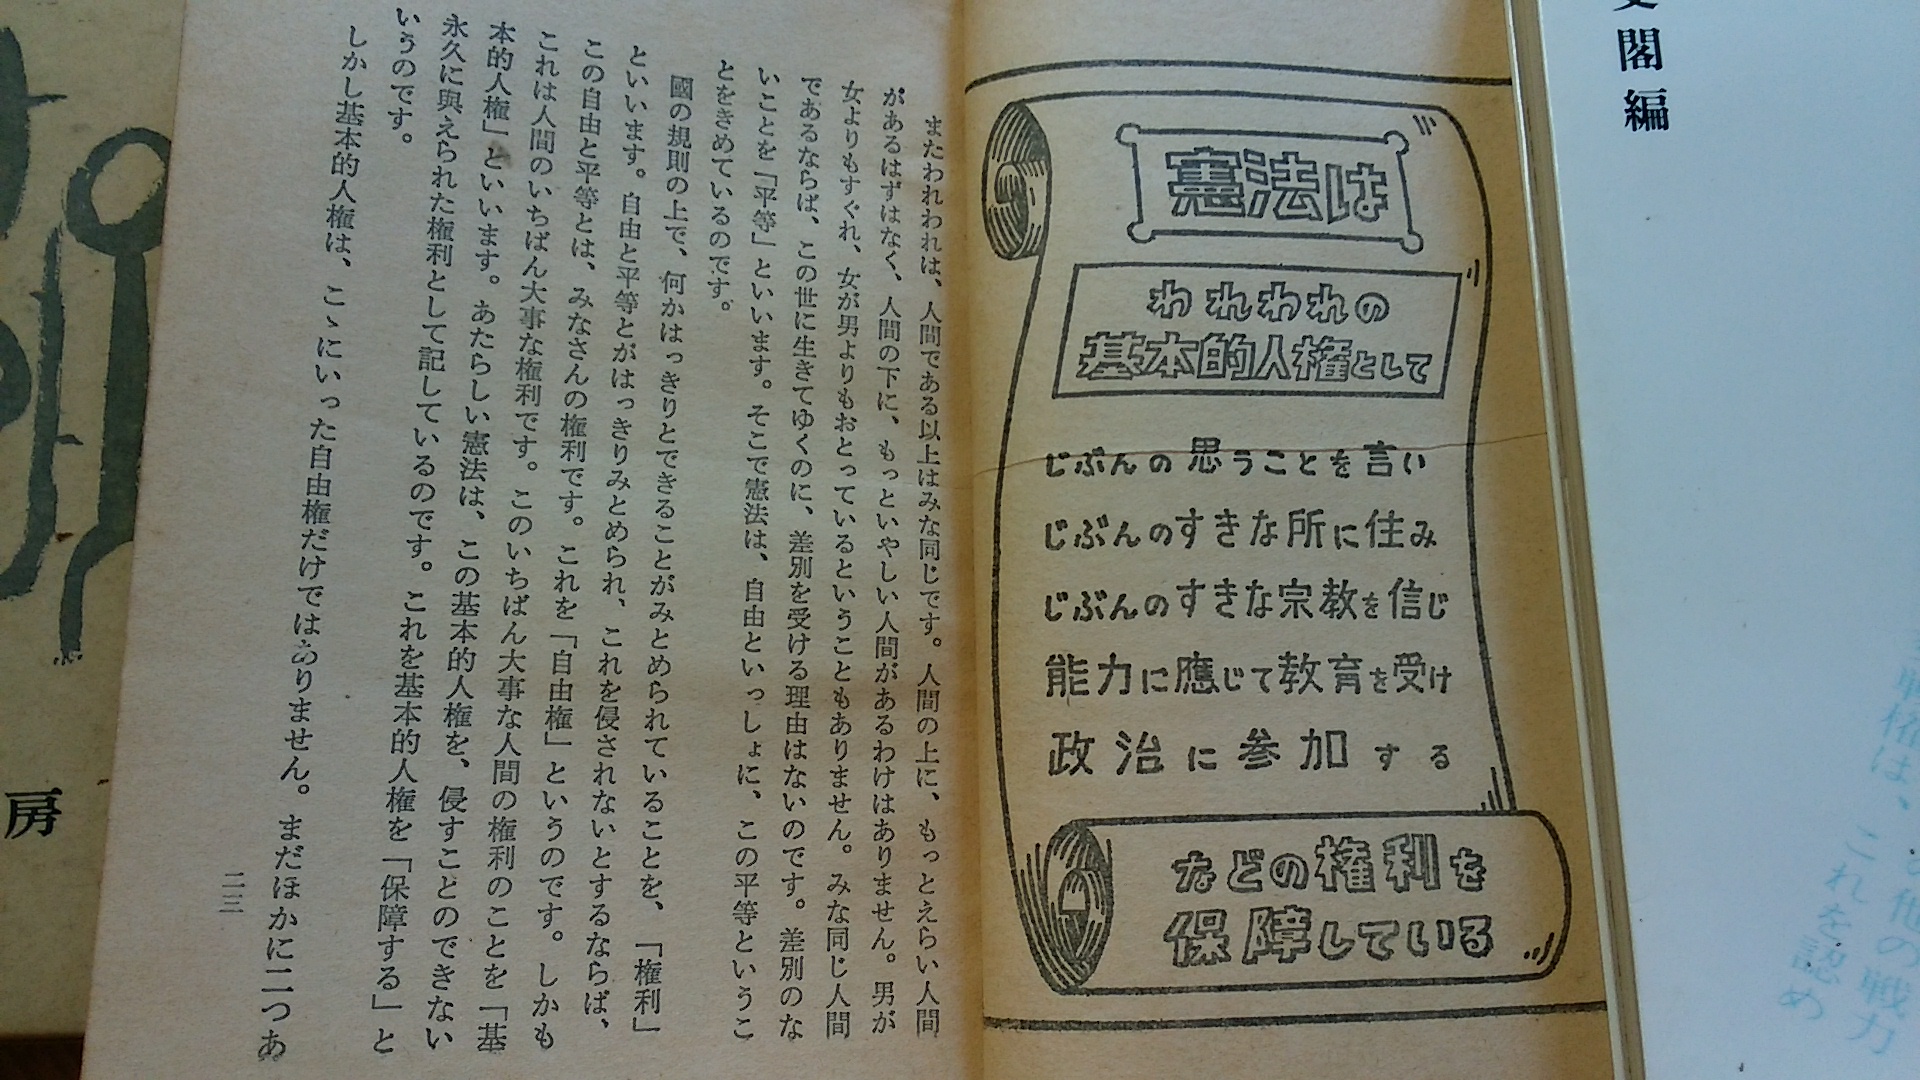 憲法は
われわれの
基本的人権として
じぶんの思うことを言い
じぶんのすきな所に住み
じぶんのすきな宗教を信じ
能力に應じて教育を受け
政治に参加する
などの権利を
保障している
またわれわれは、人間である以上はみな同じです。人間の上に、もっとえらい人間
があるはずはなく、人間の下に、もっといやしい人間があるわけはありません。男が
女よりもすぐれ、女が男よりもおとっているということもありません。みな同じ人間
であるならば、この世に生きてゆくのに、差別を受ける理由はないのです。差別のな
いことを「平等」といいます。そこで憲法は、自由といっしょに、この平等というこ
とをきめているのです。
國の規則の上で、何かはっきりとできることがみとめられていることを、「権利」
といいます。自由と平等とがはっきりみとめられ、これを侵されないとするならば、
この自由と平等とは、みなさんの権利です。これを「自由権」というのです。しかも
これは人間のいちばん大事な権利です。このいちばん大事な人間の権利のことを「基
本的人権」といいます。あたらしい憲法は、この基本的人権を、侵すことのできない
永久に與えられた権利として記しているのです。これを基本的人権を「保障する」と
いうのです。
しかし基本的人権は、こゝにいった自由権だけではありません。まだほかに二つあ
二三
閣編
房
の他の戦力
これを認め